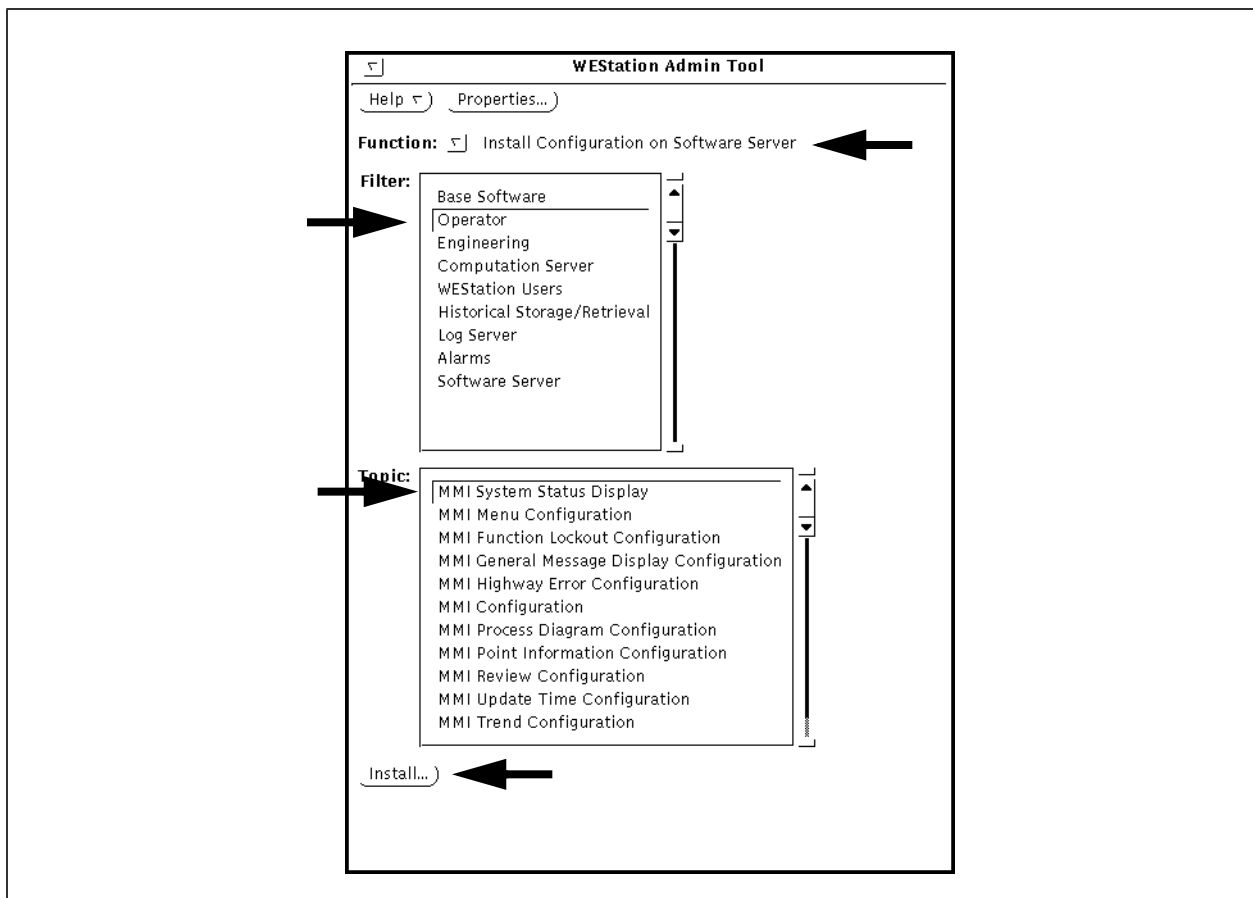 WEStation Admin Tool
Help Properties...
Function: Install Configuration on Software Server
Filter:
Base Software
Operator
Engineering
Computation Server
WEStation Users
Historical Storage/Retrieval
Log Server
Alarms
Software Server
Topic:
MMI System Status Display
MMI Menu Configuration
MMI Function Lockout Configuration
MMI General Message Display Configuration
MMI Highway Error Configuration
MMI Configuration
MMI Process Diagram Configuration
MMI Point Information Configuration
MMI Review Configuration
MMI Update Time Configuration
MMI Trend Configuration
Install...